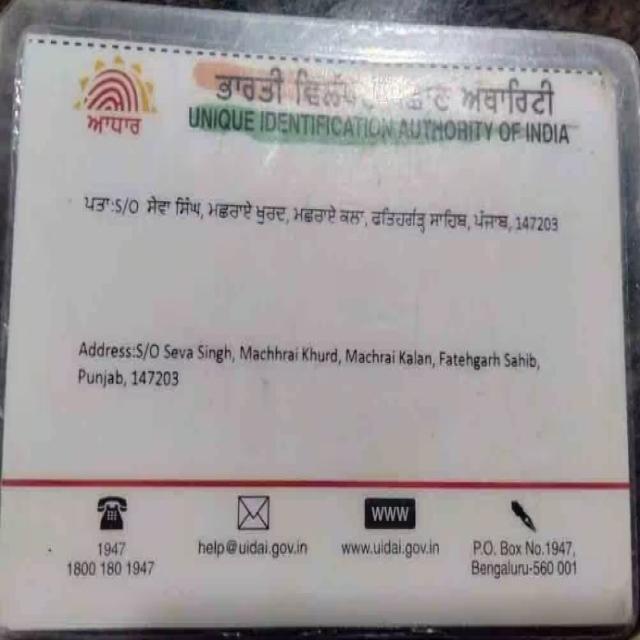 ਆਧਾਰ
ਭਾਰਤੀ ਵਿਲੱਖਣ ਪਛਾਣ ਅਥਾਰਿਟੀ
UNIQUE IDENTIFICATION AUTHORITY OF INDIA
ਪਤਾ:S/O ਸੇਵਾ ਸਿੰਘ, ਮਛਰਾਏ ਖੁਰਦ, ਮਛਰਾਏ ਕਲਾ, ਫਤਿਹਗੜ੍ਹ ਸਾਹਿਬ, ਪੰਜਾਬ, 147203
Address:S/O Seva Singh, Machhrai Khurd, Machrai Kalan, Fatehgarh Sahib,
Punjab, 147203
1947
1800 180 1947
help@uidai.gov.in
WWW
www.uidai.gov.in
P.O. Box No.1947,
Bengaluru-560 001